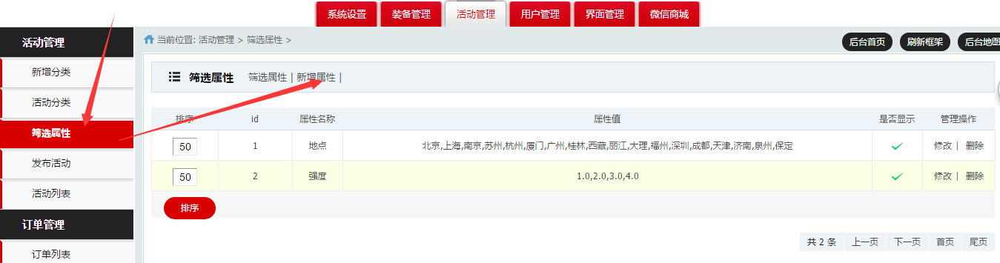 系统设置 装备管理 活动管理 用户管理 界面管理 微信商城
活动管理
新增分类
活动分类
筛选属性
发布活动
活动列表
订单管理
订单列表
当前位置: 活动管理 > 筛选属性 >
后台首页 刷新框架 后台地图
筛选属性 筛选属性 | 新增属性 |
排序 id 属性名称 属性值 是否显示 管理操作
50 1 地点 北京,上海,南京,苏州,杭州,厦门,广州,桂林,西藏,丽江,大理,福州,深圳,成都,天津,济南,泉州,保定 修改 | 删除
50 2 强度 1.0,2.0,3.0,4.0 修改 | 删除
排序
共 2 条 上一页 下一页 首页 尾页